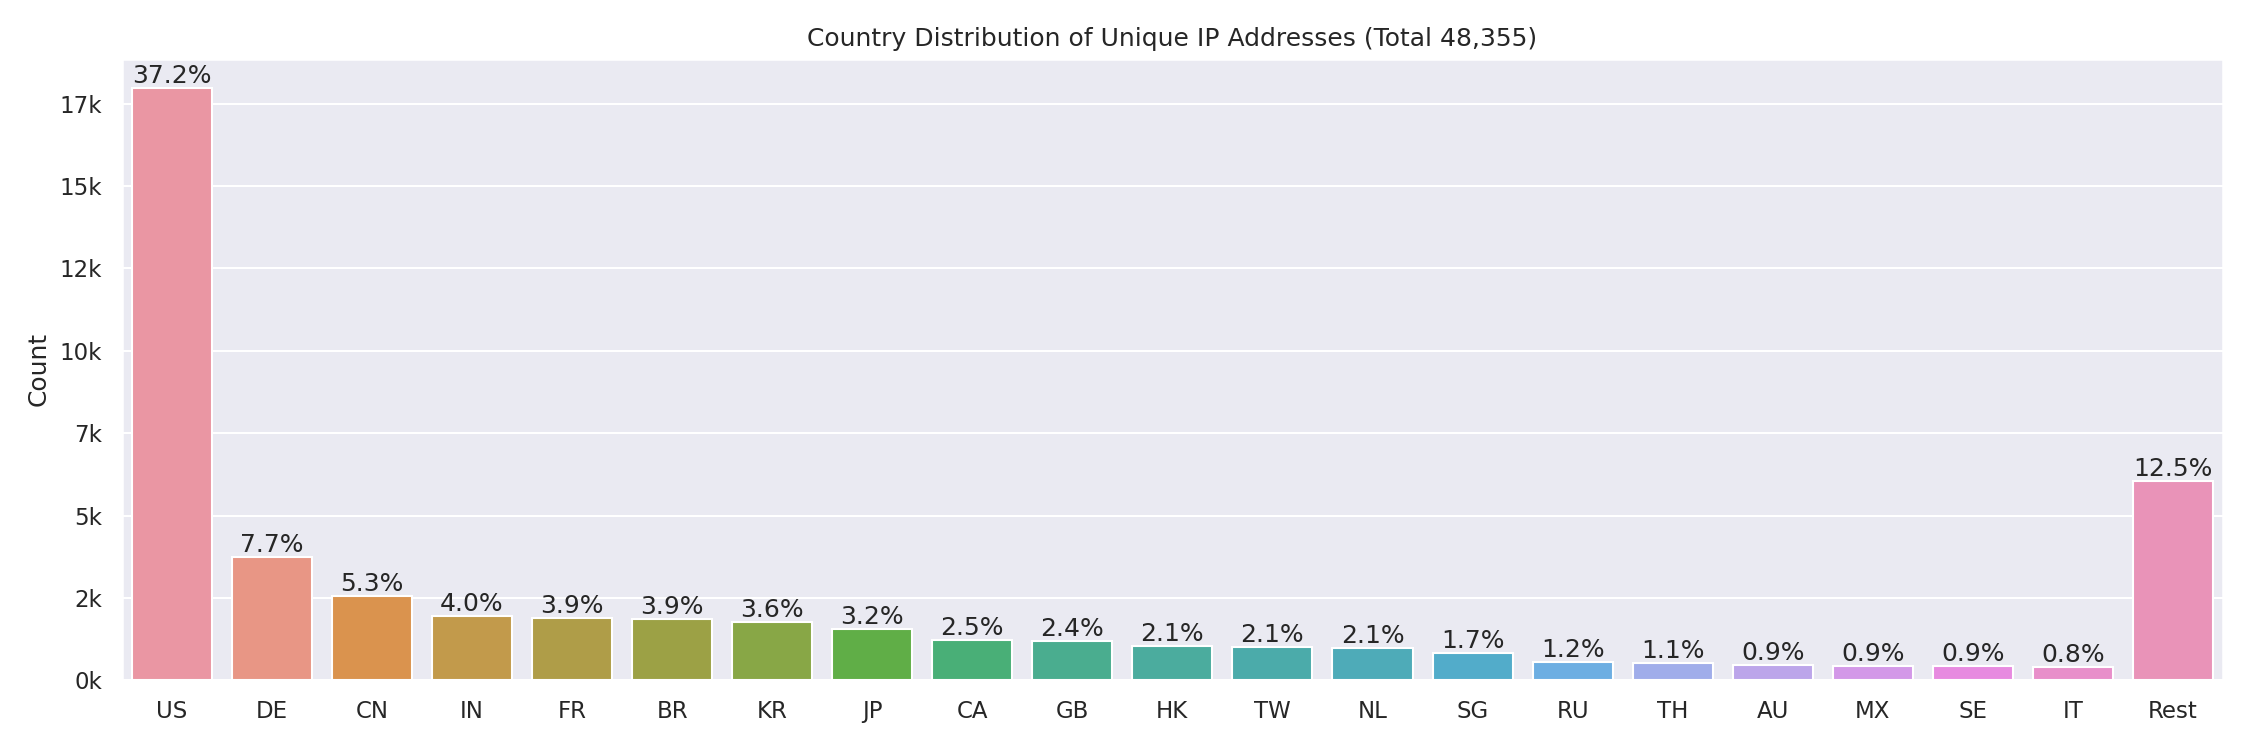 Country Distribution of Unique IP Addresses (Total 48,355)
Count
17k
15k
12k
10k
7k
5k
2k
0k
37.2%
7.7%
5.3%
4.0%
3.9%
3.9%
3.6%
3.2%
2.5%
2.4%
2.1%
2.1%
2.1%
1.7%
1.2%
1.1%
0.9%
0.9%
0.9%
0.8%
12.5%
US DE CN IN FR BR KR JP CA GB HK TW NL SG RU TH AU MX SE IT Rest